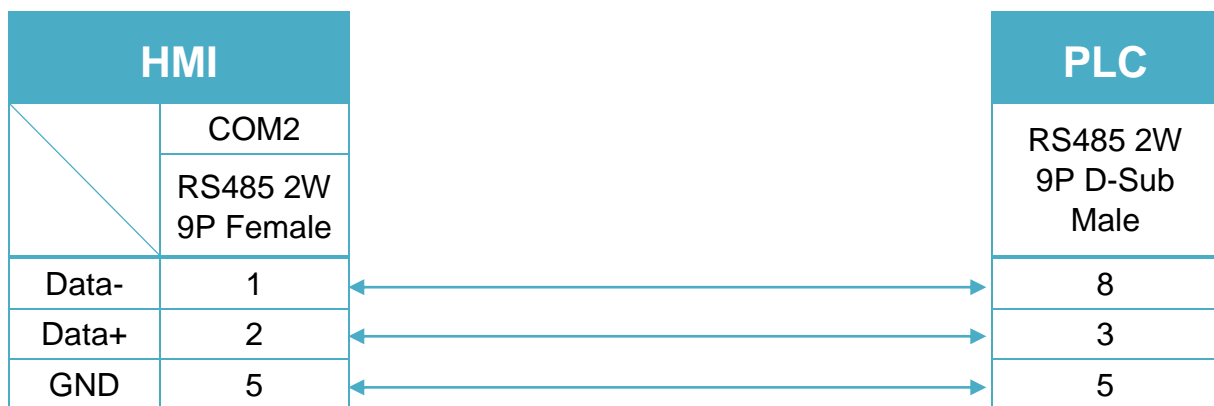 HMI
PLC
COM2
RS485 2W
9P Female
RS485 2W
9P D-Sub
Male
Data-
1
8
Data+
2
3
GND
5
5